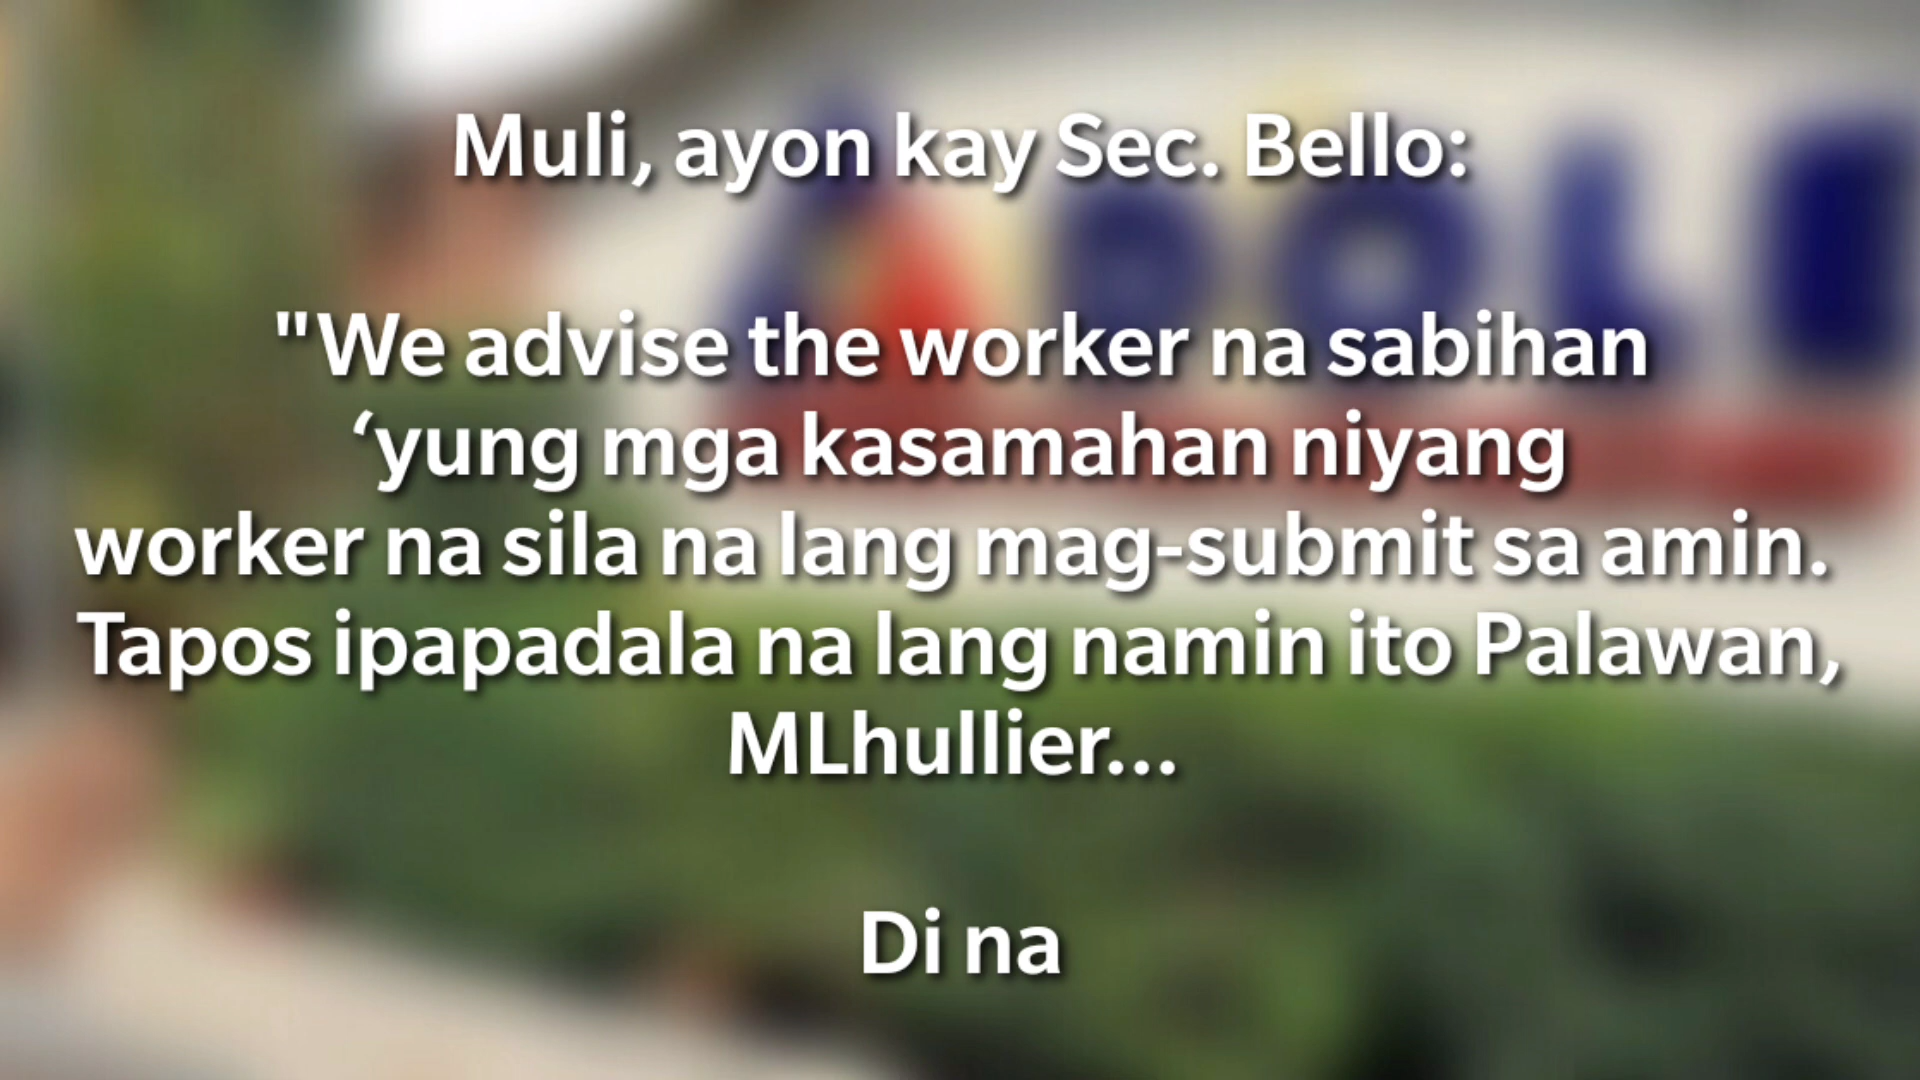 Muli, ayon kay Sec. Bello:
"We advise the worker na sabihan
‘yung mga kasamahan niyang
worker na sila na lang mag-submit sa amin.
Tapos ipapadala na lang namin ito Palawan,
MLhullier...
Di na